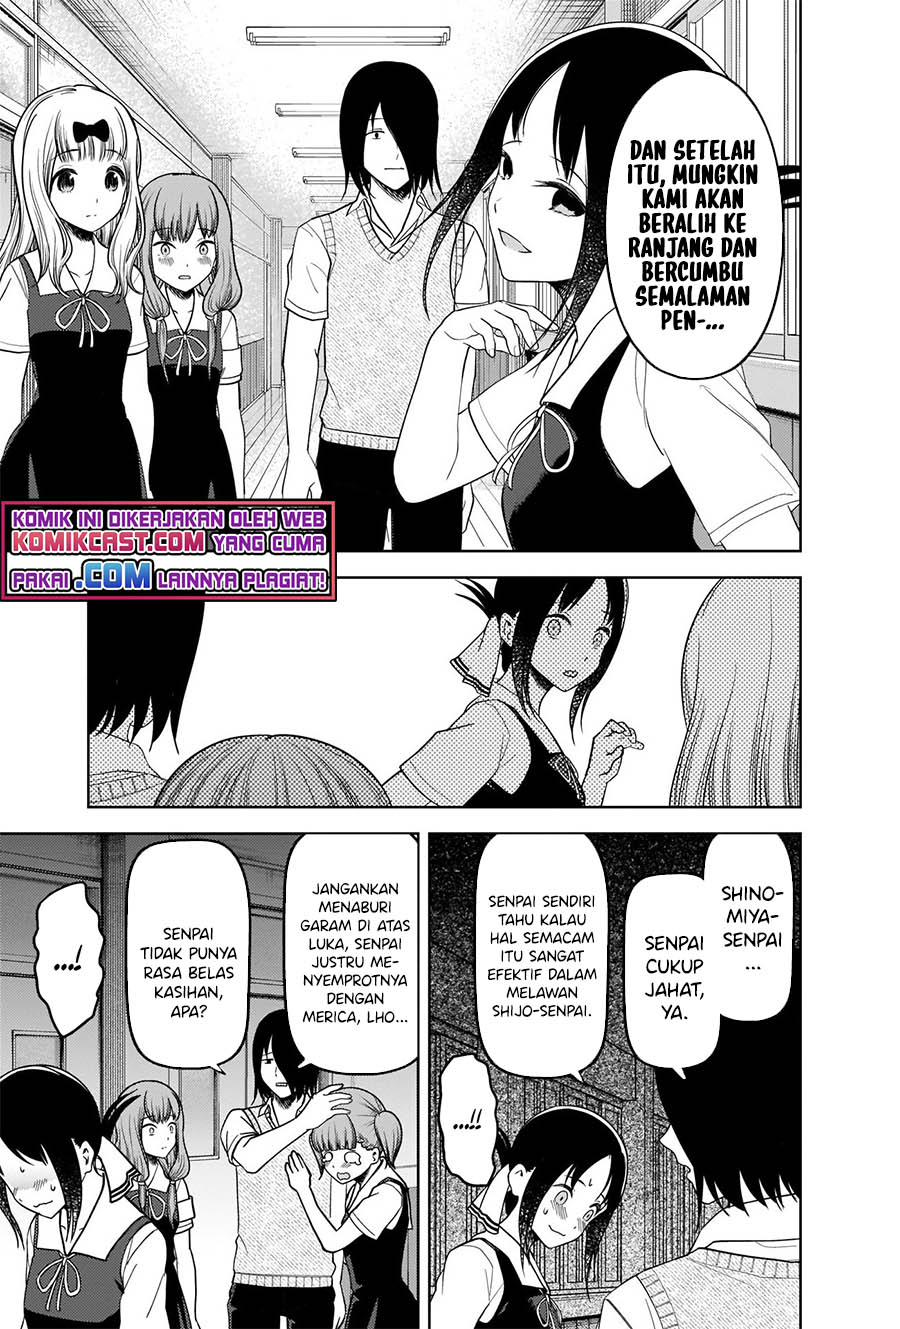 DAN SETELAH
ITU, MUNGKIN
KAMI AKAN
BERALIH KE
RANJANG DAN
BERCUMBU
SEMALAMAN
PEN-...
KOMIK INI DIKERJAKAN OLEH WEB
KOMIKCAST.COM YANG CUMA
PAKAI .COM LAINNYA PLAGIAT!
SHINO-
MIYA-
SENPAI
...
SENPAI
CUKUP
JAHAT,
YA.
SENPAI SENDIRI
TAHU KALAU
HAL SEMACAM
ITU SANGAT
EFEKTIF DALAM
MELAWAN
SHIJO-SENPAI.
....!!
JANGANKAN
MENABURI
GARAM DI ATAS
LUKA, SENPAI
JUSTRU ME-
NYEMPROTNYA
DENGAN
MERICA, LHO...
SENPAI
TIDAK PUNYA
RASA BELAS
KASIHAN,
APA?
....!